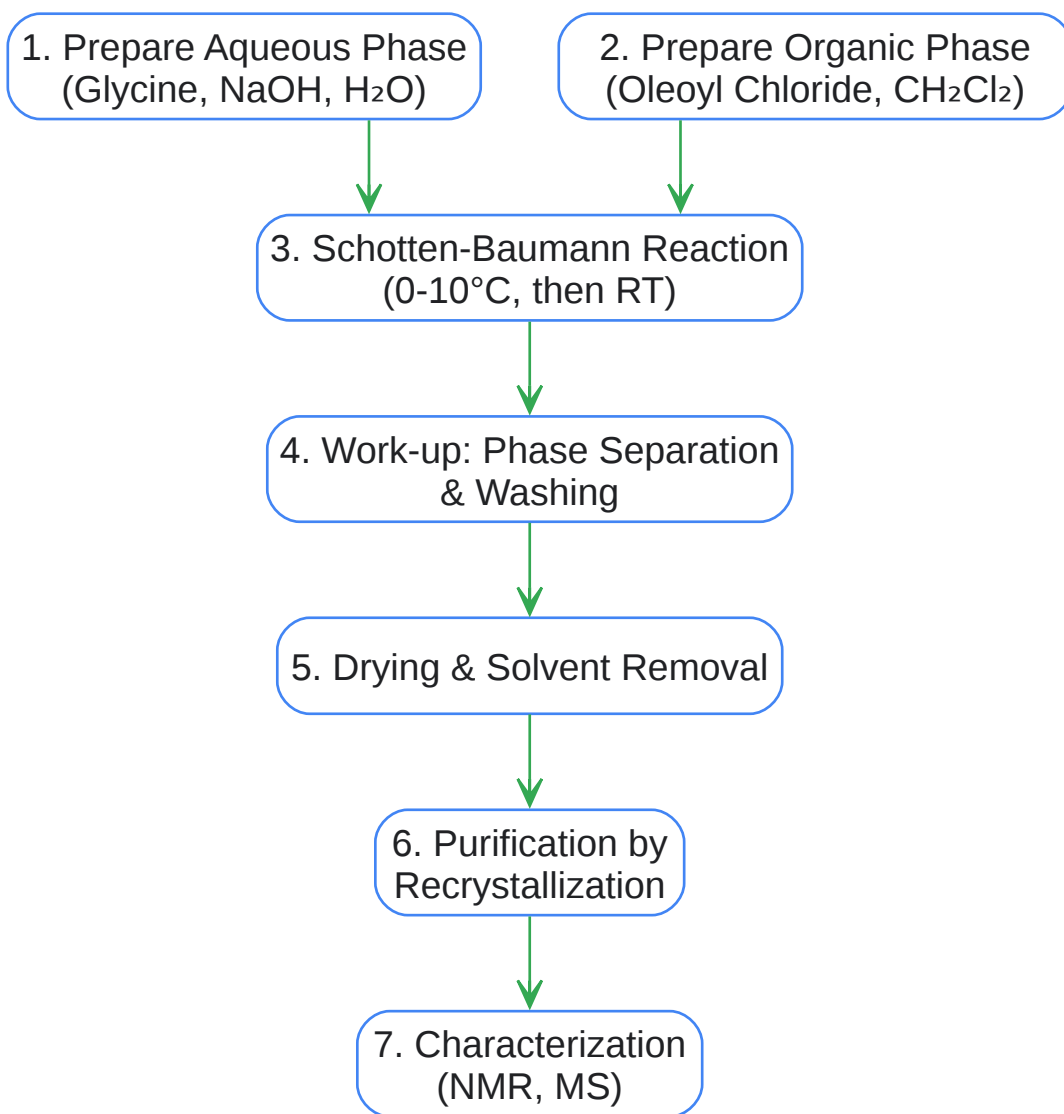 1. Prepare Aqueous Phase
(Glycine, NaOH, H₂O)
2. Prepare Organic Phase
(Oleoyl Chloride, CH₂Cl₂)
3. Schotten-Baumann Reaction
(0-10°C, then RT)
4. Work-up: Phase Separation
& Washing
5. Drying & Solvent Removal
6. Purification by
Recrystallization
7. Characterization
(NMR, MS)